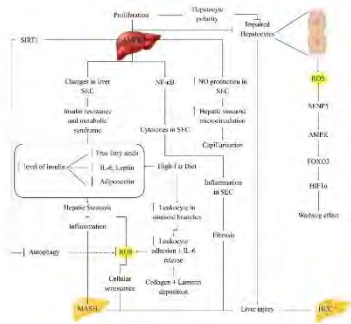 Proliferation
Hepatocyte
polarity
Impaired
Hepatocytes
SIRT1
AMPK
Changes in liver
SEC
NF-κB
NO production in
SEC
Insulin resistance
and metabolic
syndrome
Hepatic sinusoid
microcirculation
Cytosines in SEC
Capillarisation
ROS
SENP3
AMPK
FOXO3
HIF1α
Warburg effect
level of insulin
Free fatty acids
IL-6, Leptin
Adiponectin
High-Fat Diet
Inflammation
in SEC
Hepatic Steatosis
Leukocyte in
sinusoid branches
Inflammation
Fibrosis
Autophagy
ROS
Leukocyte
adhesion + IL-6
release
Cellular
senescence
Collagen + Laminin
deposition
MASH
Liver injury
HCC